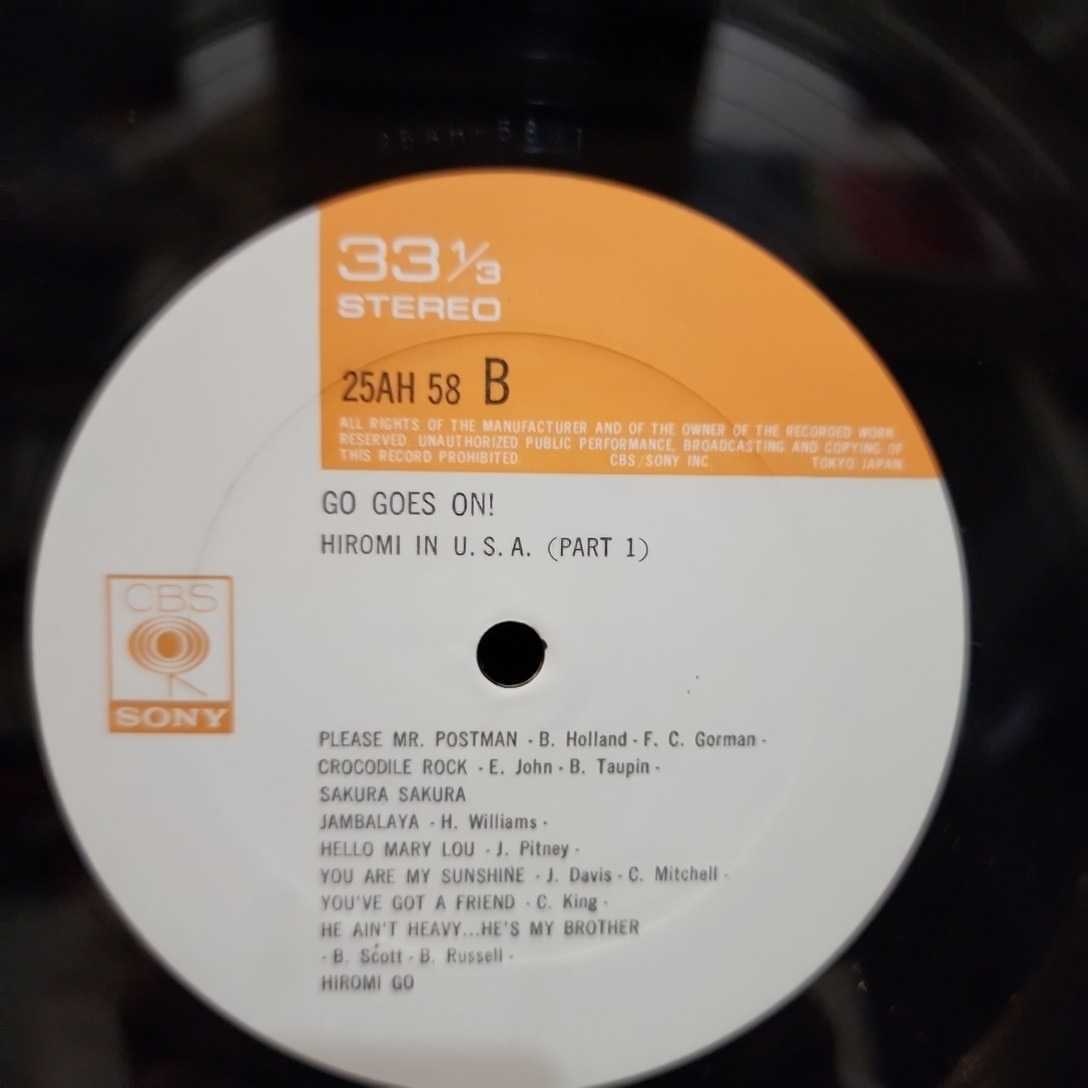 33 1/3
STEREO
25AH 58 B
ALL RIGHTS OF THE MANUFACTURER AND OF THE OWNER OF THE RECORDED WORK
RESERVED. UNAUTHORIZED PUBLIC PERFORMANCE, BROADCASTING AND COPYING OF
THIS RECORD PROHIBITED. CBS/SONY INC. TOKYO JAPAN
GO GOES ON!
HIROMI IN U.S.A. (PART 1)
CBS
SONY
PLEASE MR. POSTMAN - B. Holland - F. C. Gorman -
CROCODILE ROCK - E. John - B. Taupin -
SAKURA SAKURA
JAMBALAYA - H. Williams -
HELLO MARY LOU - J. Pitney -
YOU ARE MY SUNSHINE - J. Davis - C. Mitchell -
YOU'VE GOT A FRIEND - C. King -
HE AIN'T HEAVY...HE'S MY BROTHER
- B. Scott - B. Russell -
HIROMI GO